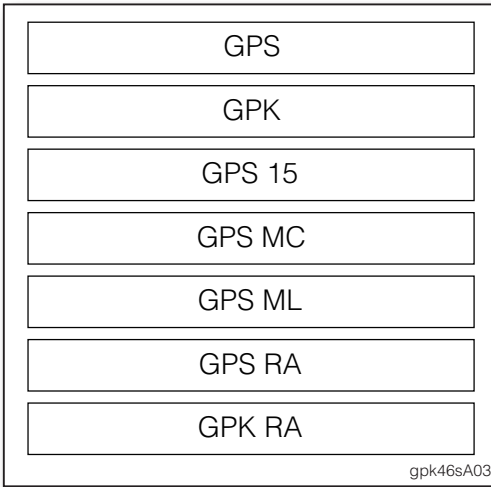 GPS
GPK
GPS 15
GPS MC
GPS ML
GPS RA
GPK RA
gpk46sA03